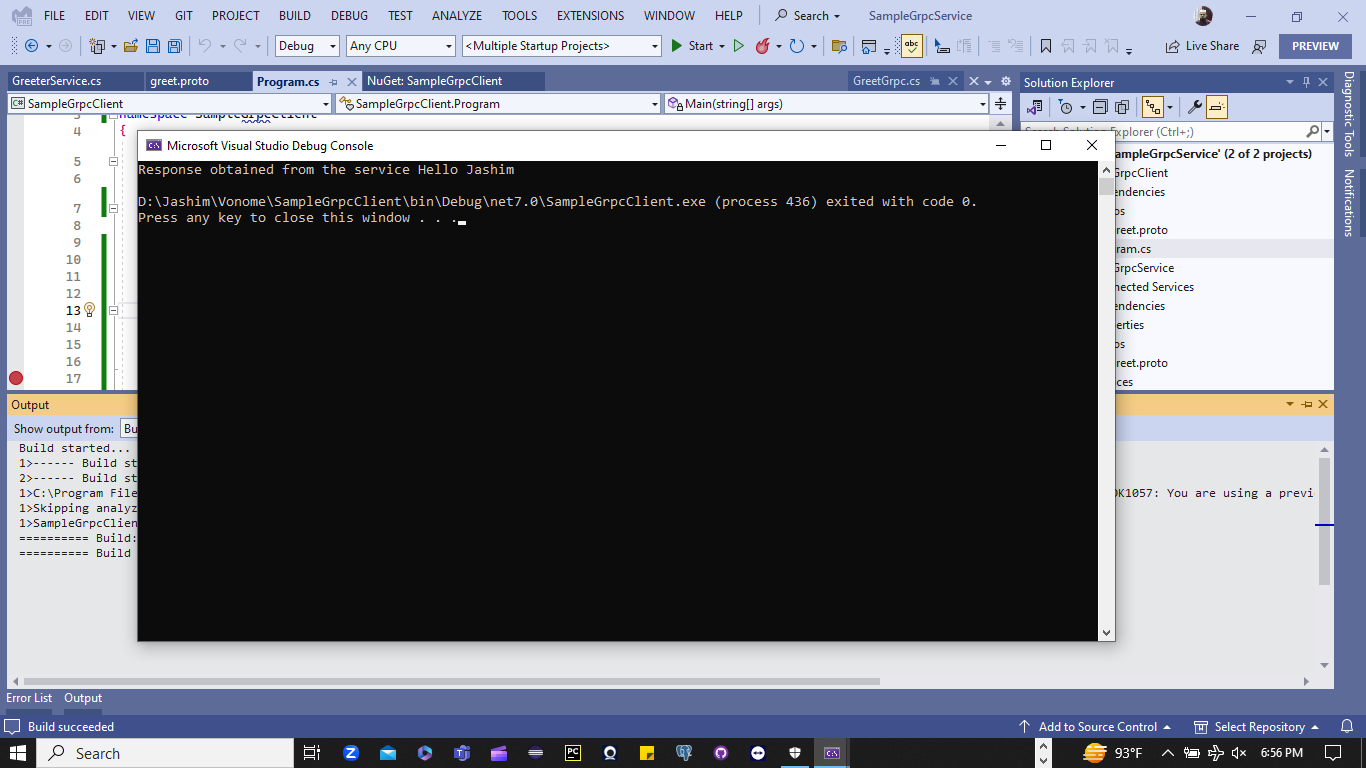 FILE EDIT VIEW GIT PROJECT BUILD DEBUG TEST ANALYZE TOOLS EXTENSIONS WINDOW HELP Search SampleGrpcService
Debug Any CPU <Multiple Startup Projects> Start abc Live Share PREVIEW
GreeterService.cs greet.proto Program.cs NuGet: SampleGrpcClient GreetGrpc.cs
Solution Explorer
SampleGrpcClient SampleGrpcClient.Program Main(string[] args)
Search Solution Explorer (Ctrl+;)
Diagnostic Tools
Notifications
3 namespace SampleGrpcClient
4 {
5
6
7
8
9
10
11
12
13
14
15
16
17
Microsoft Visual Studio Debug Console
Response obtained from the service Hello Jashim
D:\Jashim\Vonome\SampleGrpcClient\bin\Debug\net7.0\SampleGrpcClient.exe (process 436) exited with code 0.
Press any key to close this window . . .
ampleGrpcService' (2 of 2 projects)
GrpcClient
endencies
os
reet.proto
ram.cs
GrpcService
nected Services
endencies
erties
os
reet.proto
ices
Output
Show output from: Bu
Build started...
1>------ Build st
2>------ Build st
1>C:\Program File DK1057: You are using a previ
1>Skipping analyz
1>SampleGrpcClien
========== Build:
========== Build
Error List Output
Build succeeded Add to Source Control Select Repository
Search Z PC 93°F 6:56 PM